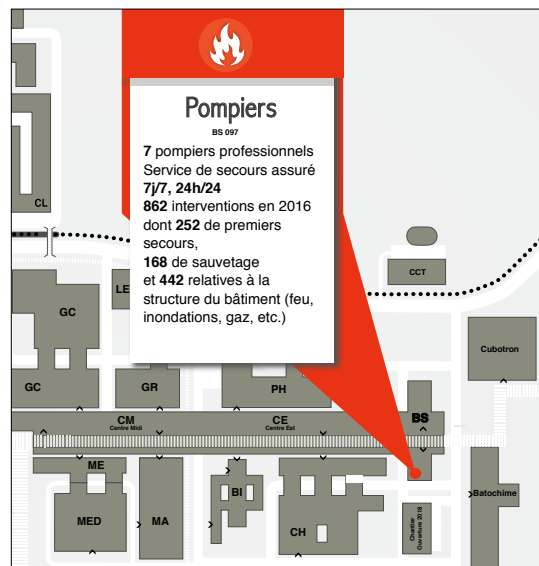 Pompiers
BS 097
7 pompiers professionnels
Service de secours assuré
7j/7, 24h/24
862 interventions en 2016
dont 252 de premiers
secours,
168 de sauvetage
et 442 relatives à la
structure du bâtiment (feu,
inondations, gaz, etc.)
CL
LE
CCT
GC
Cubotron
GC
GR
PH
CM
Centre Midi
CE
Centre Est
BS
ME
MED
MA
BI
CH
Chantier
Ouverture 2018
Batochime